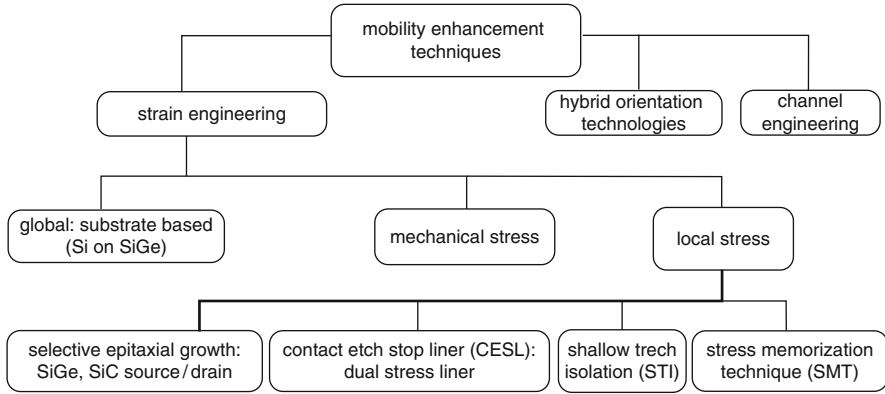 mobility enhancement
techniques
strain engineering
hybrid orientation
technologies
channel
engineering
global: substrate based
(Si on SiGe)
mechanical stress
local stress
selective epitaxial growth:
SiGe, SiC source/drain
contact etch stop liner (CESL):
dual stress liner
shallow trech
isolation (STI)
stress memorization
technique (SMT)